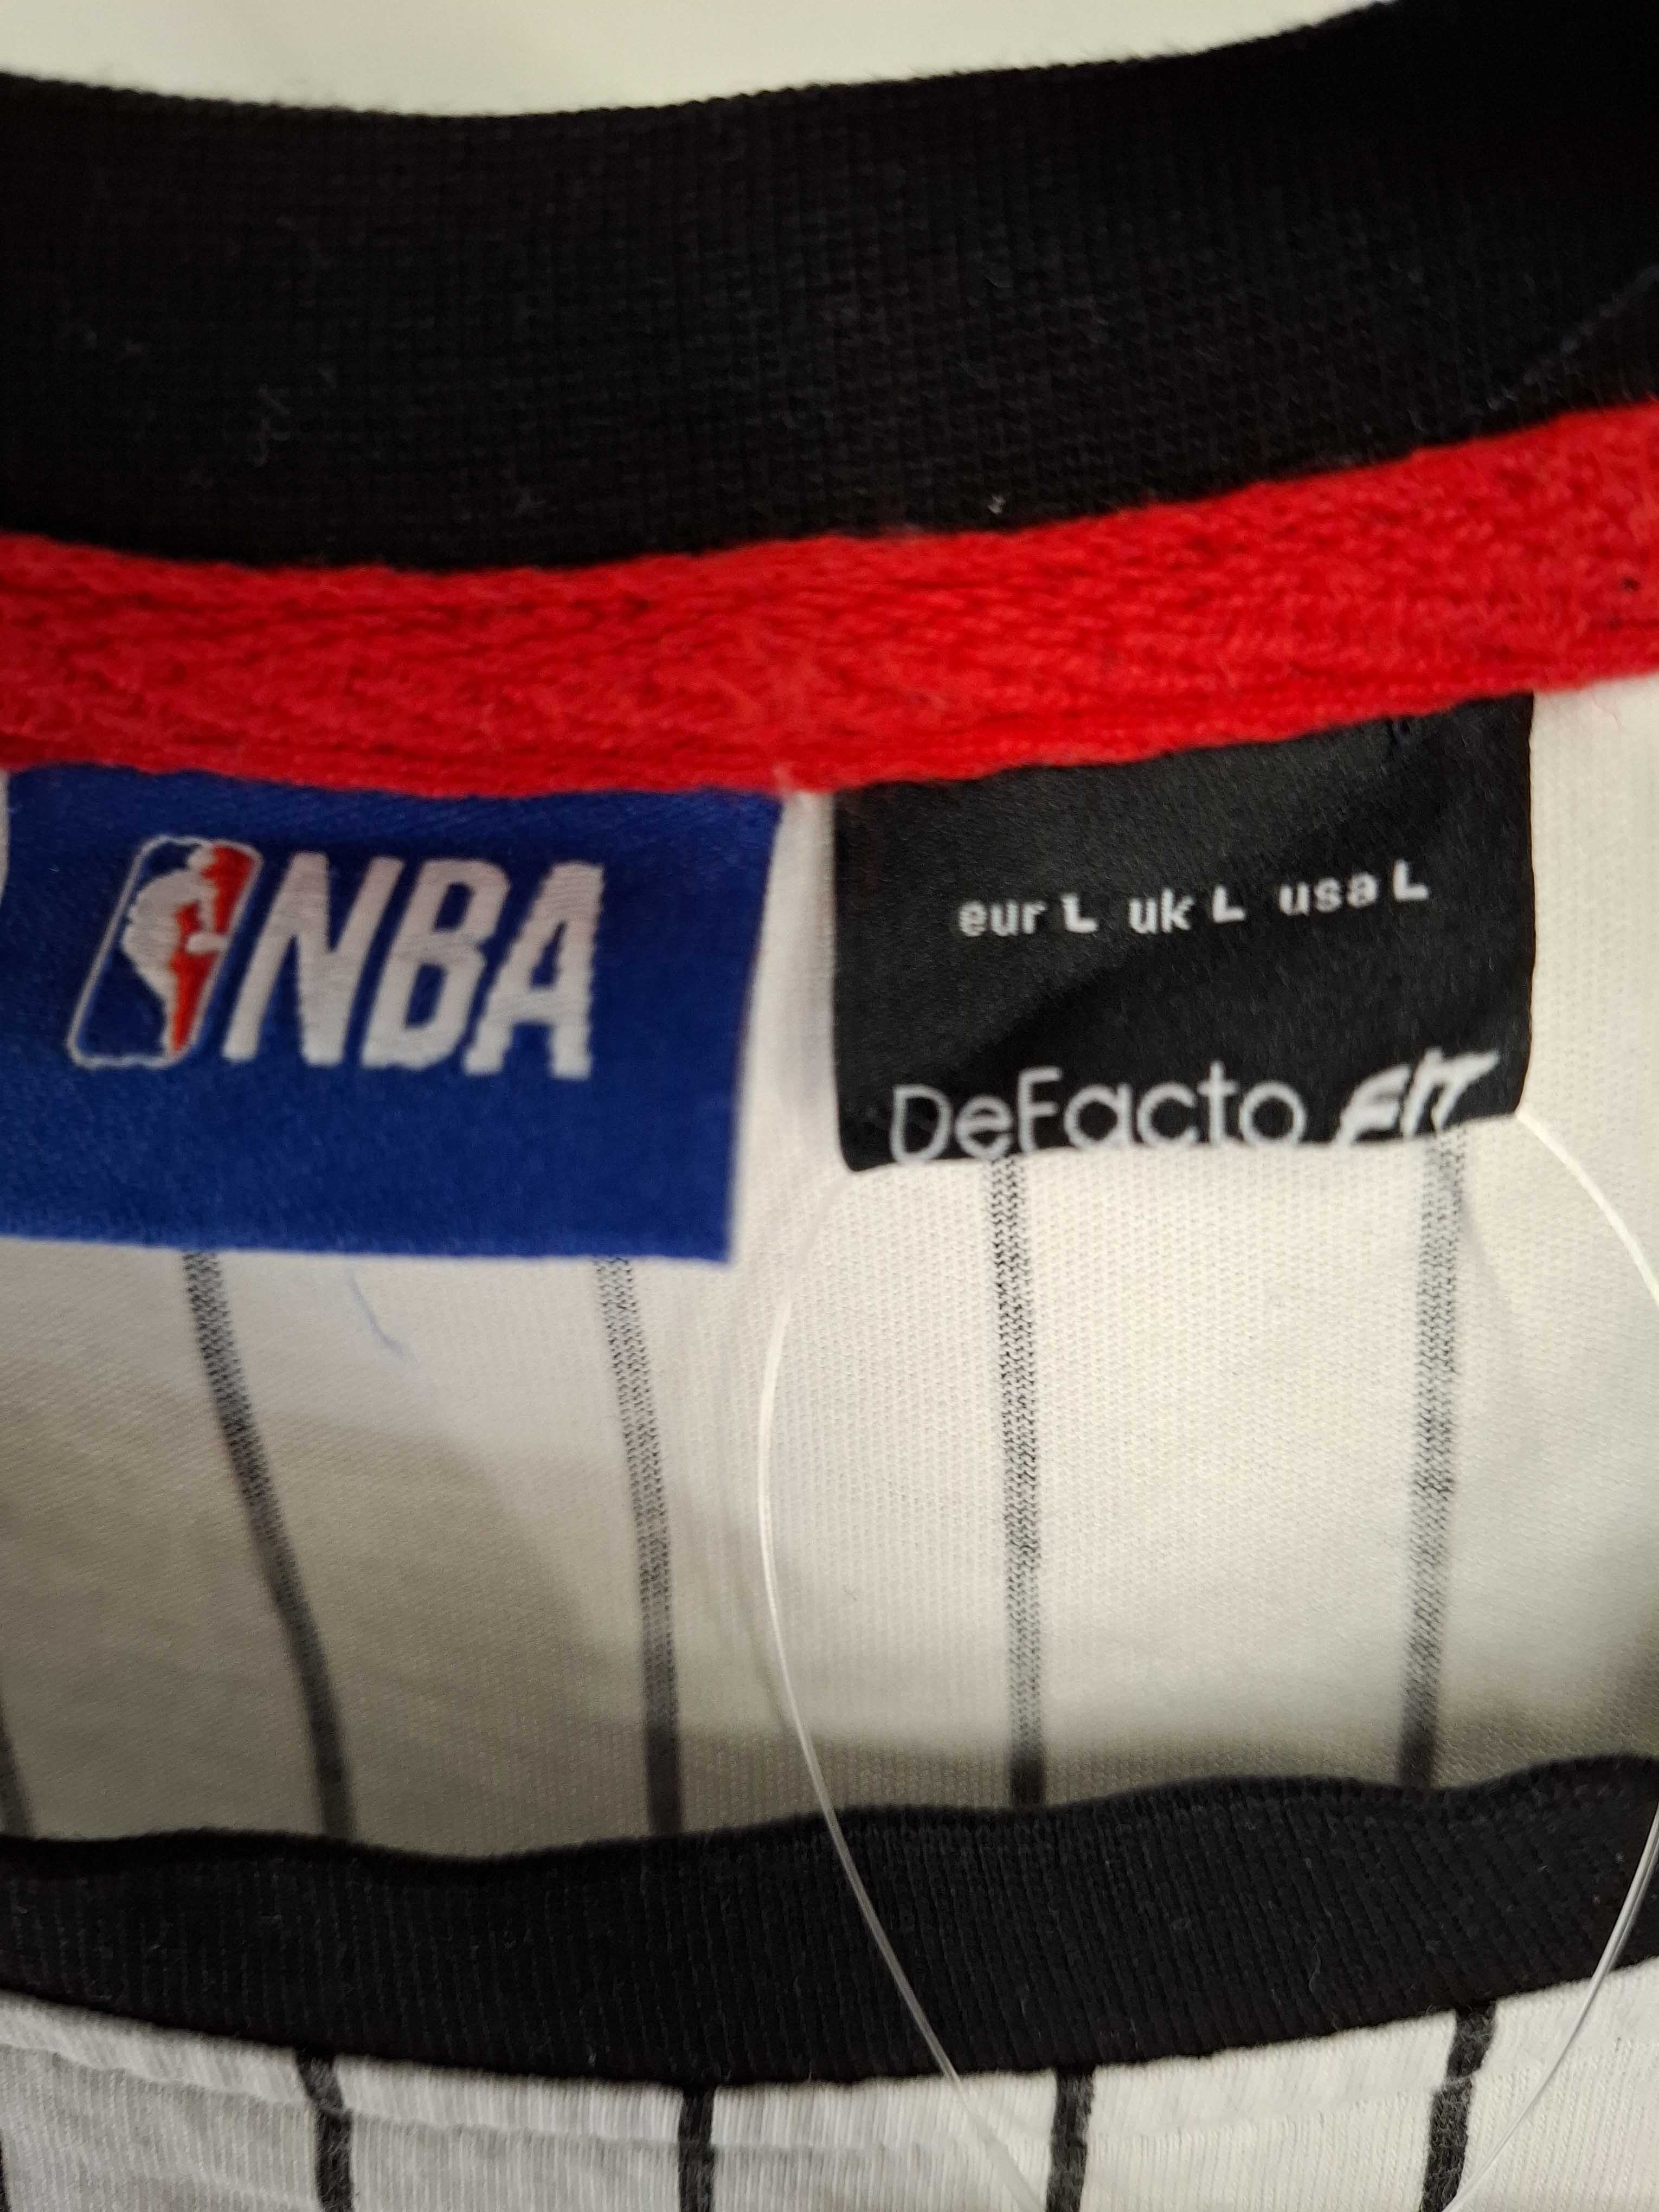 NBA
eur L uk L usa L
DeFacto FIT